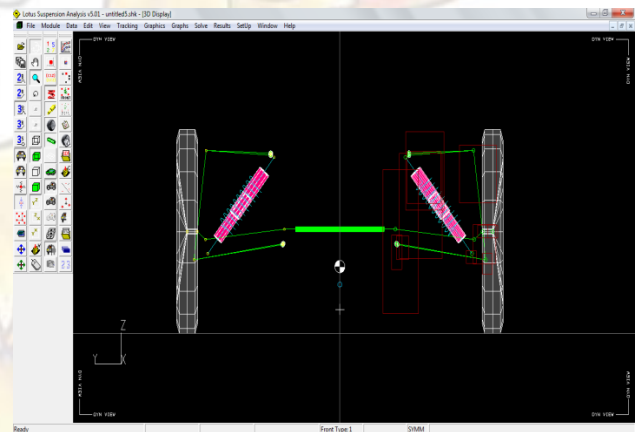 Lotus Suspension Analysis v5.01 - untitled5.shk - [3D Display]
File Module Data Edit View Tracking Graphics Graphs Solve Results SetUp Window Help
DYN VIEW DYN VIEW
Z
Y X
DYN VIEW DYN VIEW
Ready Front Type:1 SYMM